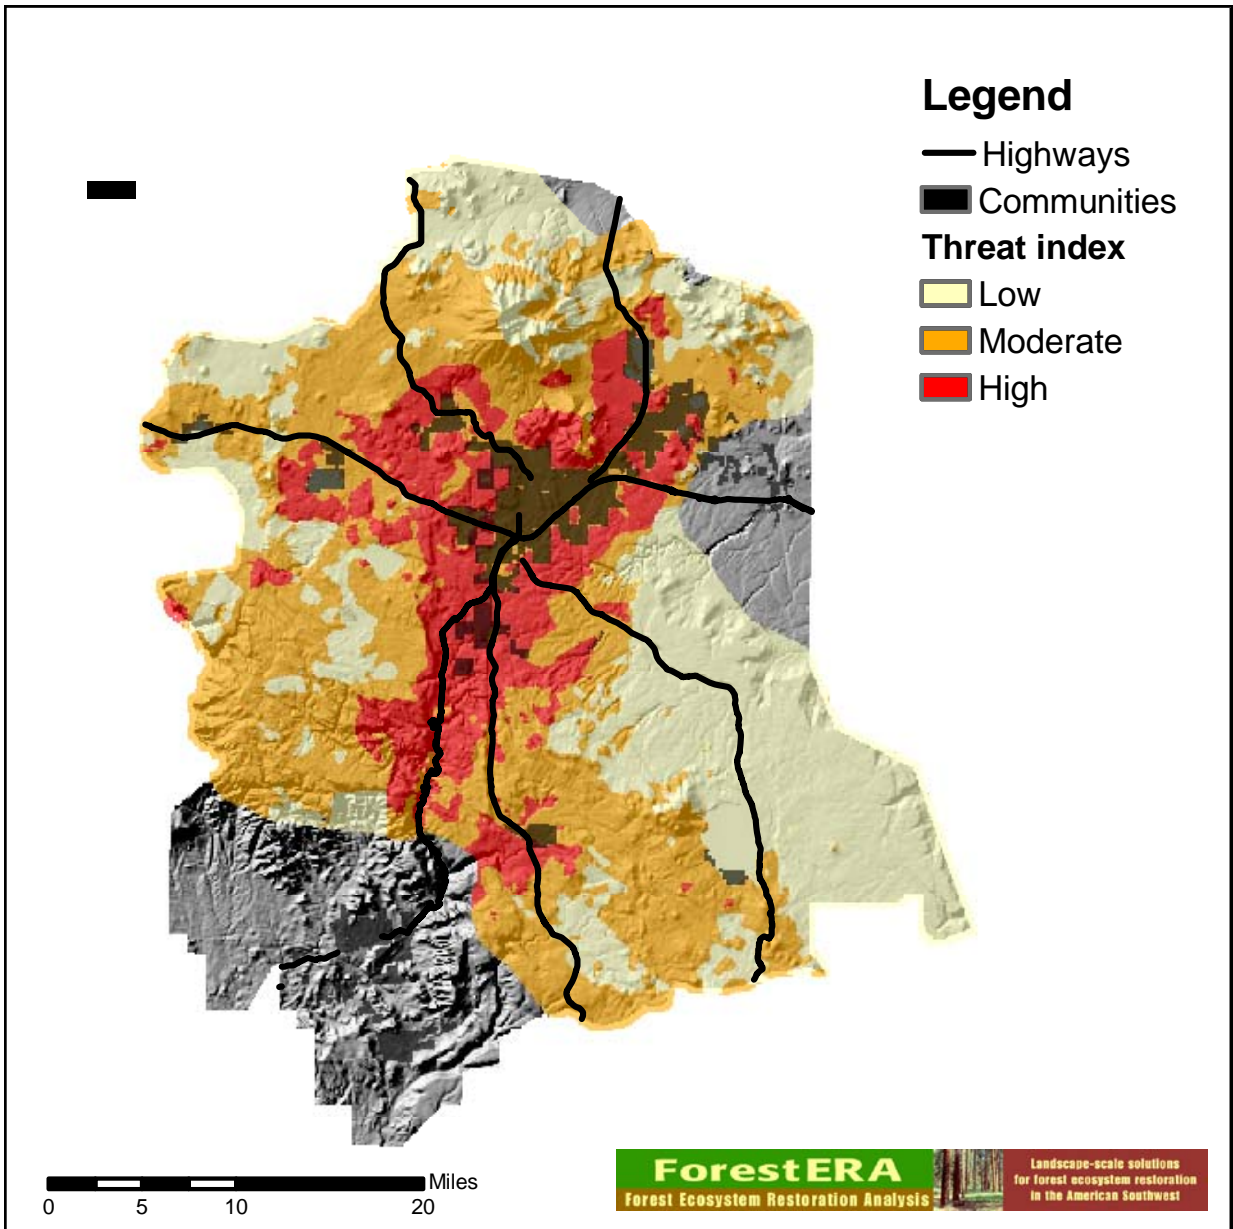 Legend
Highways
Communities
Threat index
Low
Moderate
High
Miles
0 5 10 20
ForestERA
Forest Ecosystem Restoration Analysis
Landscape-scale solutions
for forest ecosystem restoration
in the American Southwest